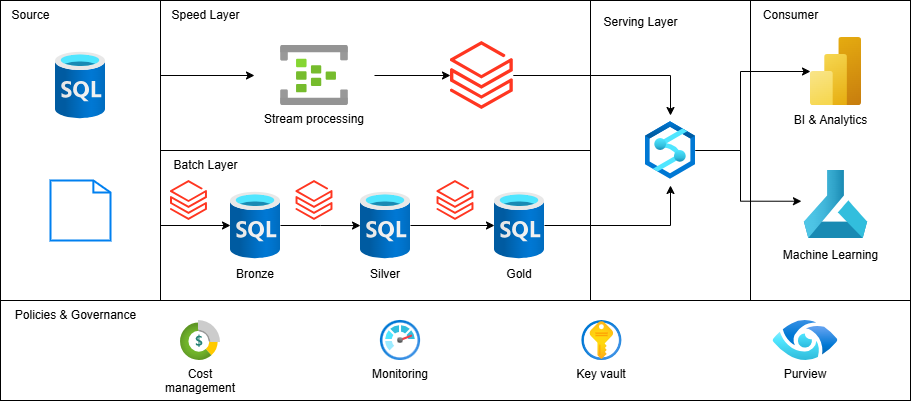 Source
Speed Layer
Serving Layer
Consumer
SQL
Stream processing
BI & Analytics
Batch Layer
SQL
SQL
SQL
Bronze
Silver
Gold
Machine Learning
Policies & Governance
$
Cost
management
Monitoring
Key vault
Purview